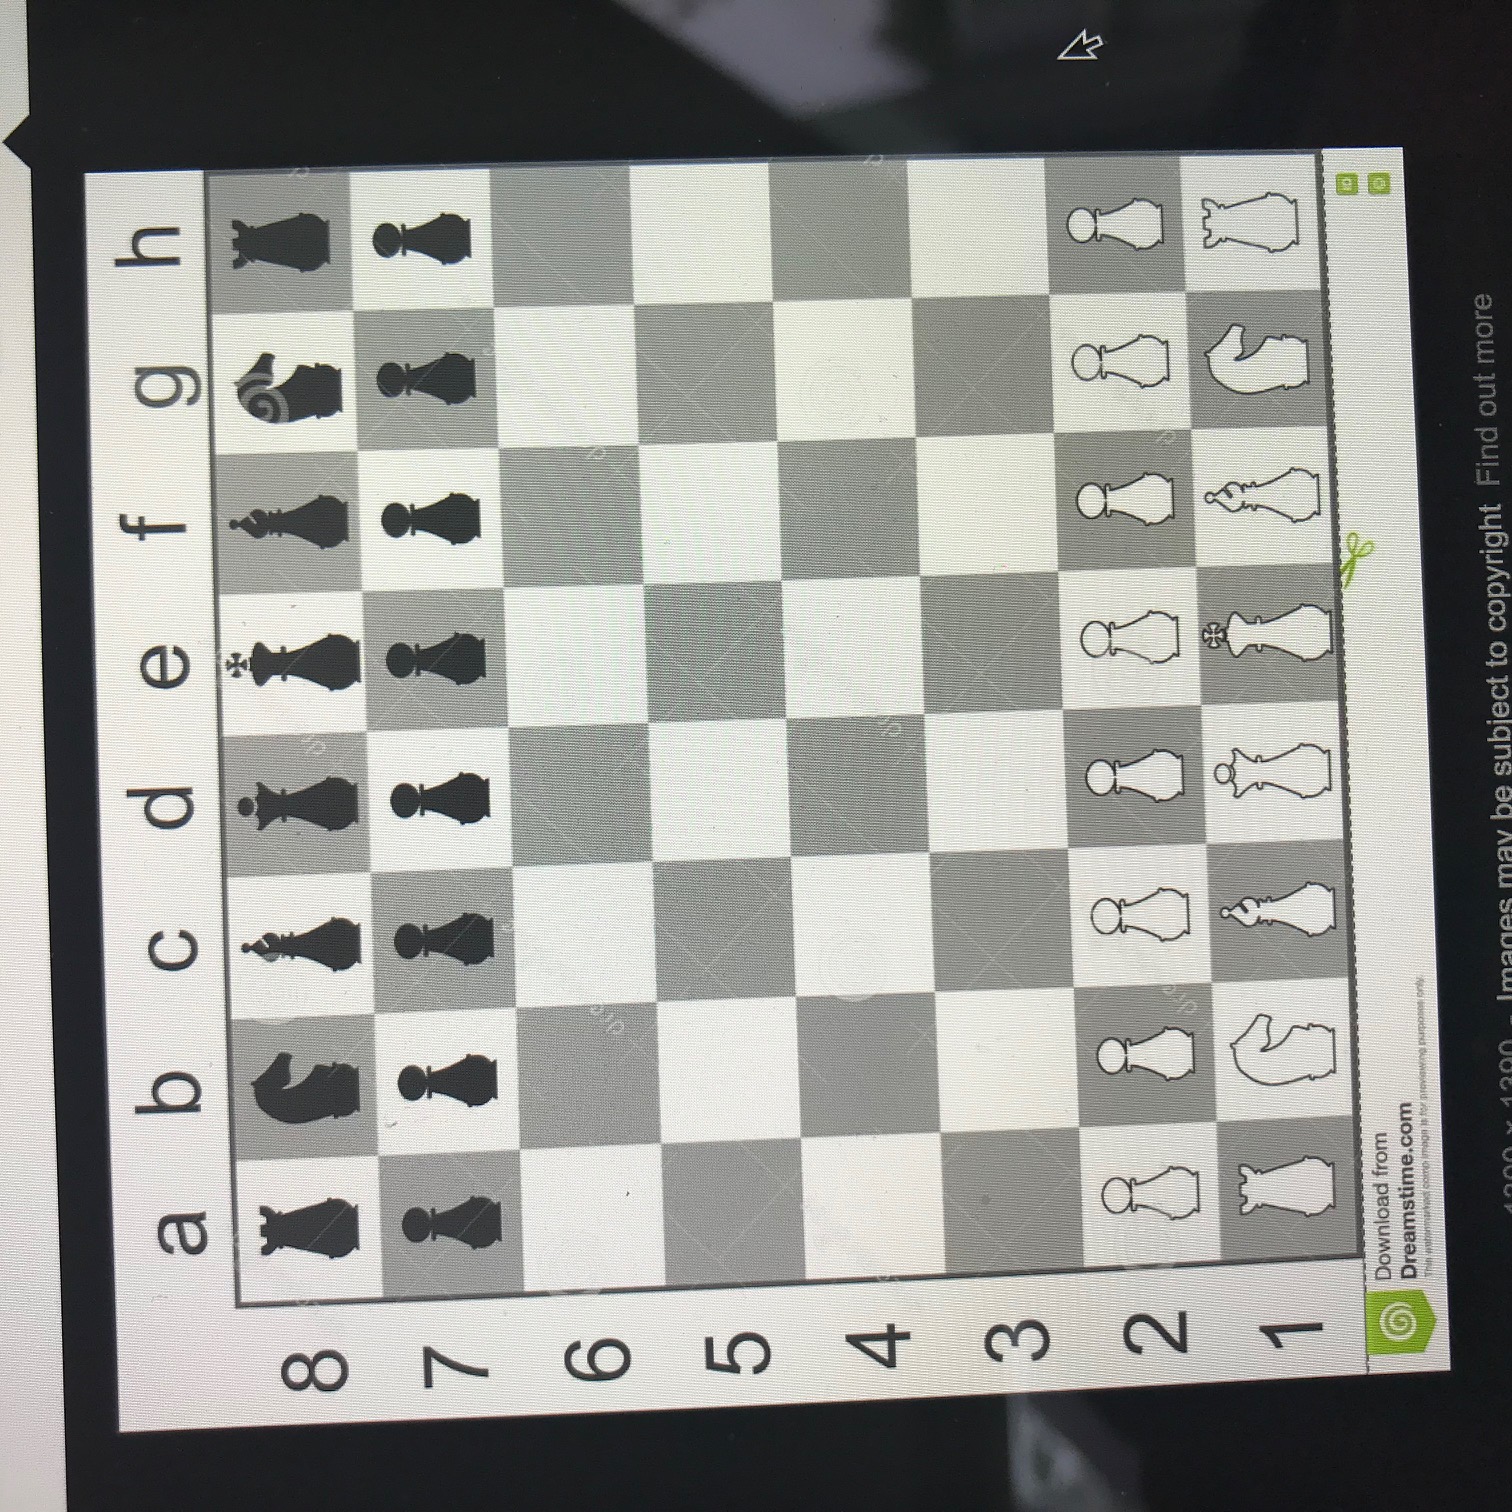 a b c d e f g h
8
7
6
5
4
3
2
1
Download from
Dreamstime.com
This watermarked comp image is for previewing purposes only.
Images may be subject to copyright Find out more